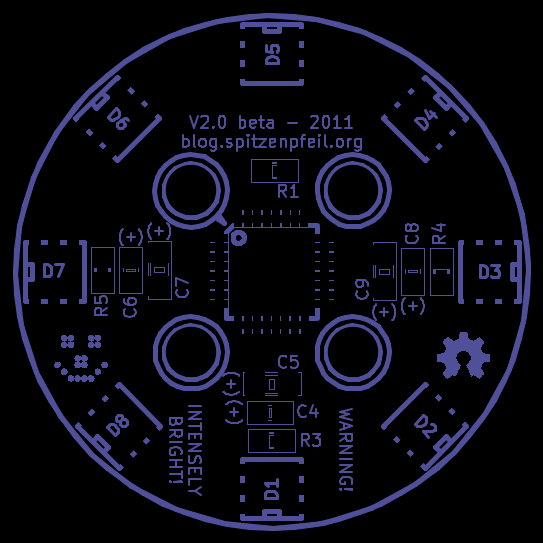 D5
D6
D4
V2.0 beta - 2011
blog.spitzenpfeil.org
R1
(+)
(+)
C8
R4
D7
D3
R5
C6
C7
C9
(+)
(+)
C5
(+)
(+)
C4
R3
D8
INTENSELY
BRIGHT!
WARNING!
D2
D1